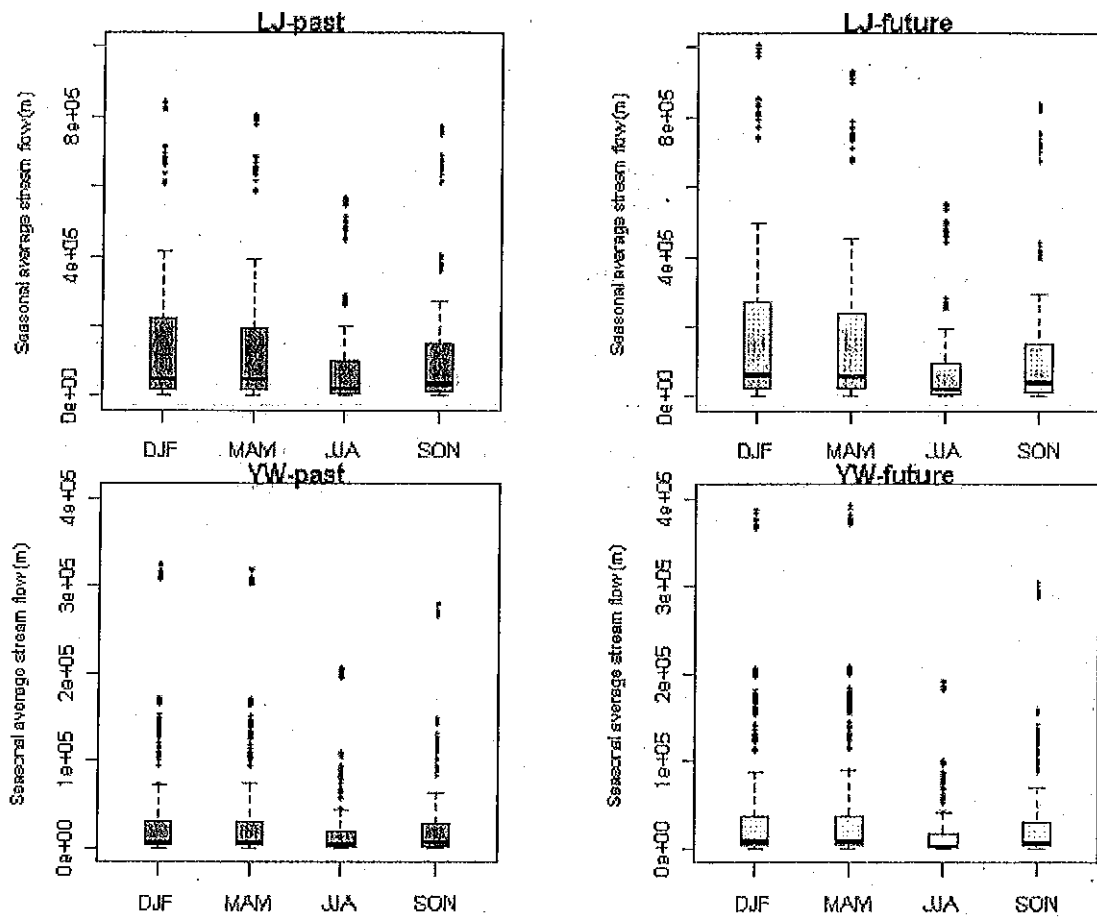 LJ-past
LJ-future
Seasonal average stream flow(m)
8e+05
4e+05
0e+00
DJF
MAM
JJA
SON
Seasonal average stream flow(m)
8e+05
4e+05
0e+00
DJF
MAM
JJA
SON
YW-past
YW-future
Seasonal average stream flow(m)
4e+05
3e+05
2e+05
1e+05
0e+00
DJF
MAM
JJA
SON
Seasonal average stream flow(m)
4e+05
3e+05
2e+05
1e+05
0e+00
DJF
MAM
JJA
SON